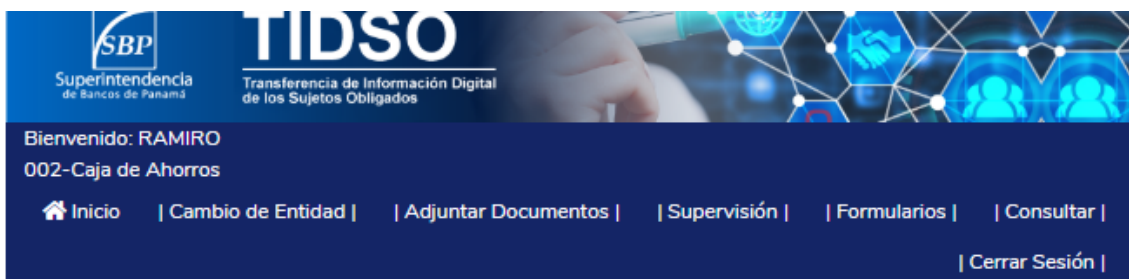 SBP
Superintendencia
de Bancos de Panamá
TIDSO
Transferencia de Información Digital
de los Sujetos Obligados
Bienvenido: RAMIRO
002-Caja de Ahorros
Inicio | Cambio de Entidad | | Adjuntar Documentos | | Supervisión | | Formularios | | Consultar |
| Cerrar Sesión |